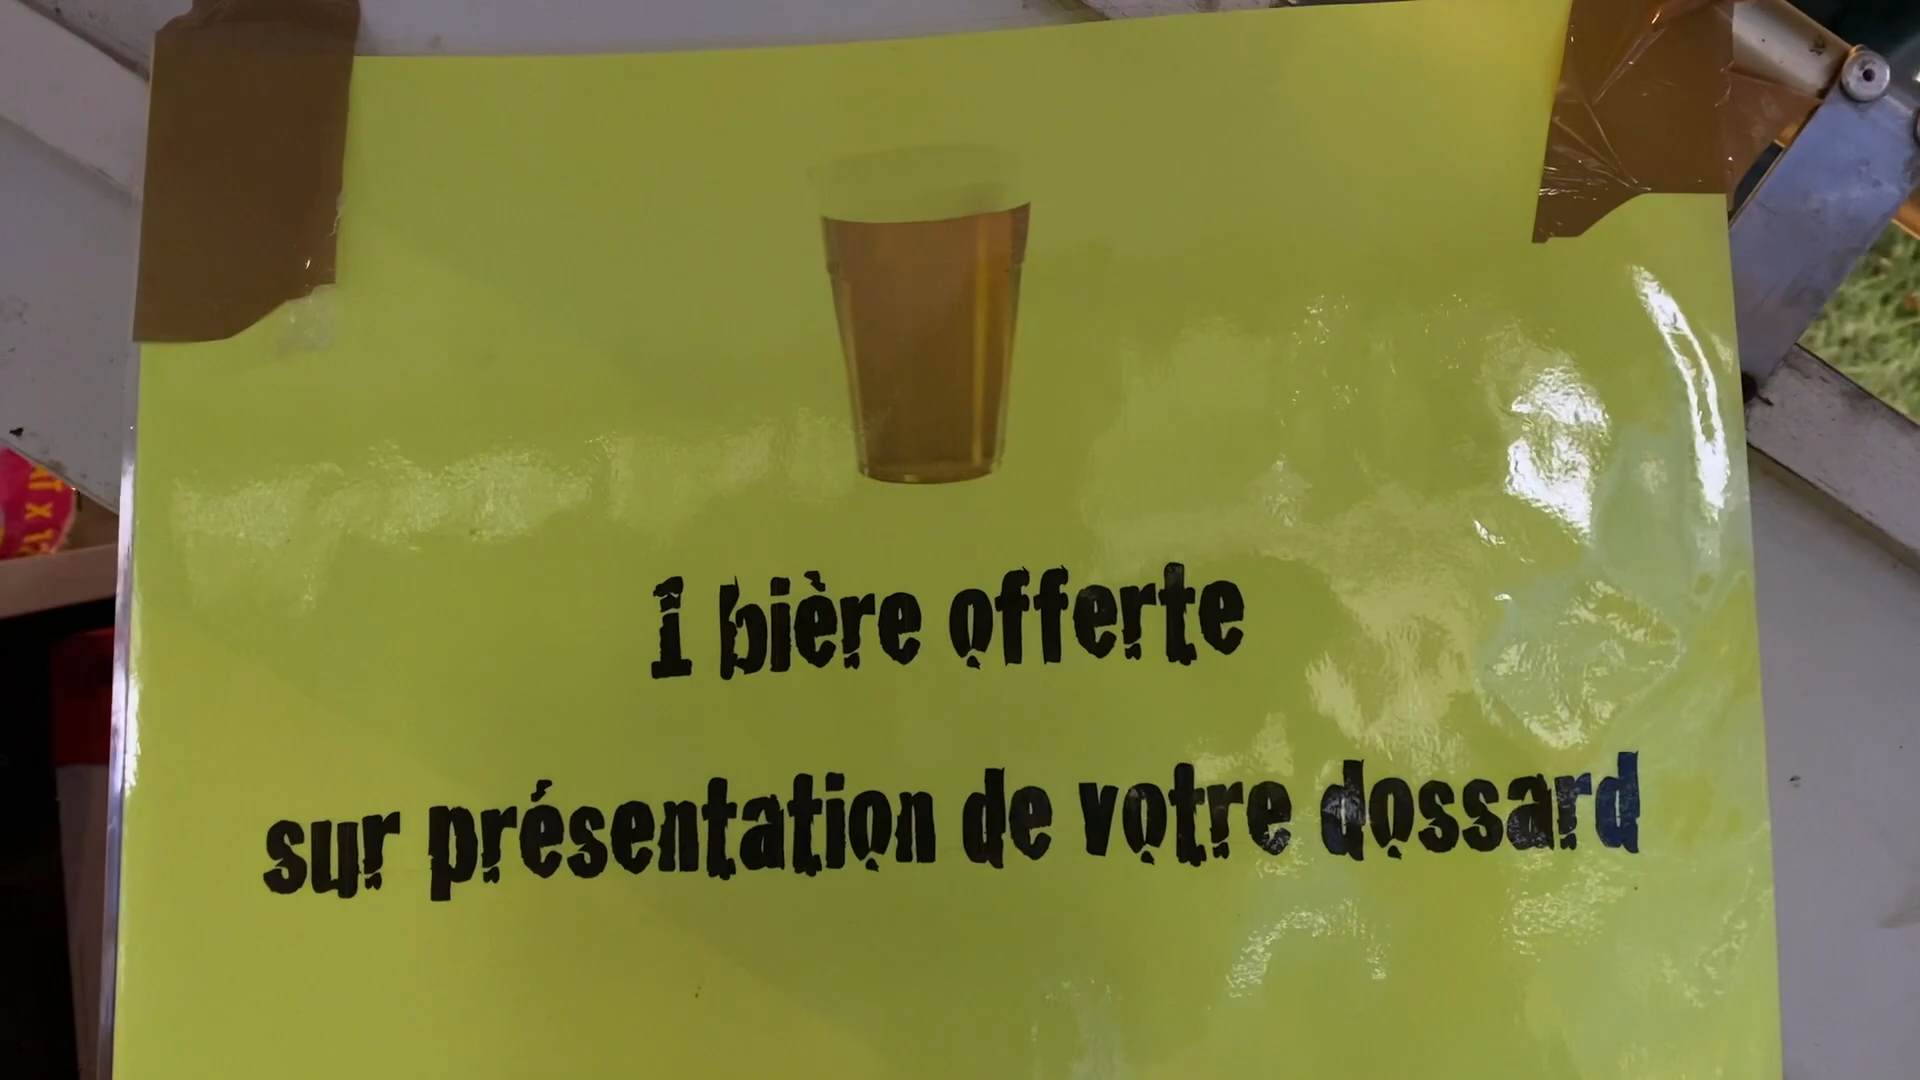 1 bière offerte
sur présentation de votre dossard